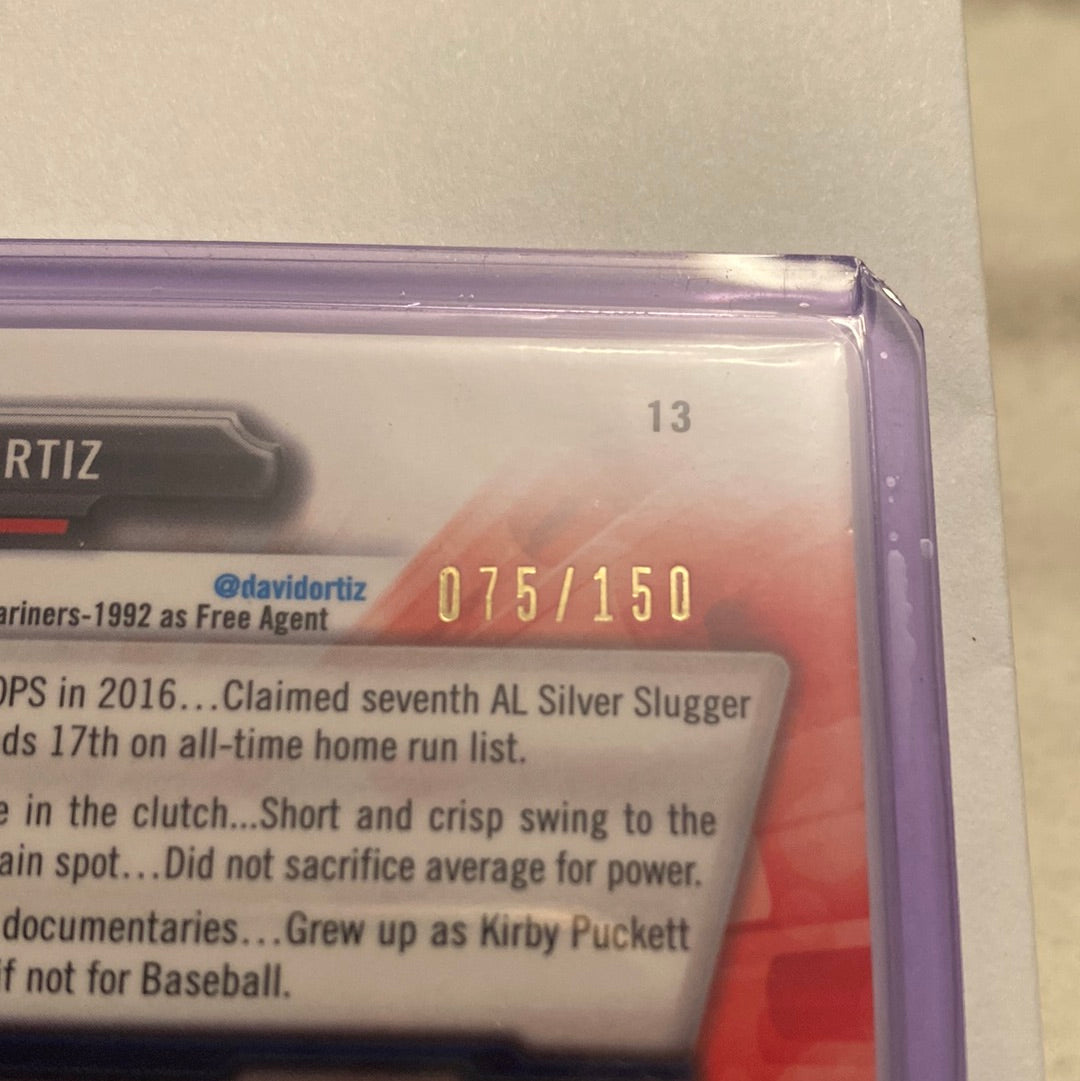 13
RTIZ
@davidortiz
075/150
ariners-1992 as Free Agent
OPS in 2016...Claimed seventh AL Silver Slugger
ds 17th on all-time home run list.
e in the clutch...Short and crisp swing to the
ain spot...Did not sacrifice average for power.
documentaries...Grew up as Kirby Puckett
if not for Baseball.